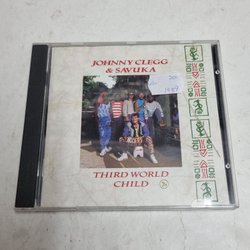 JOHNNY CLEGG
& SAVUKA
THIRD WORLD
CHILD